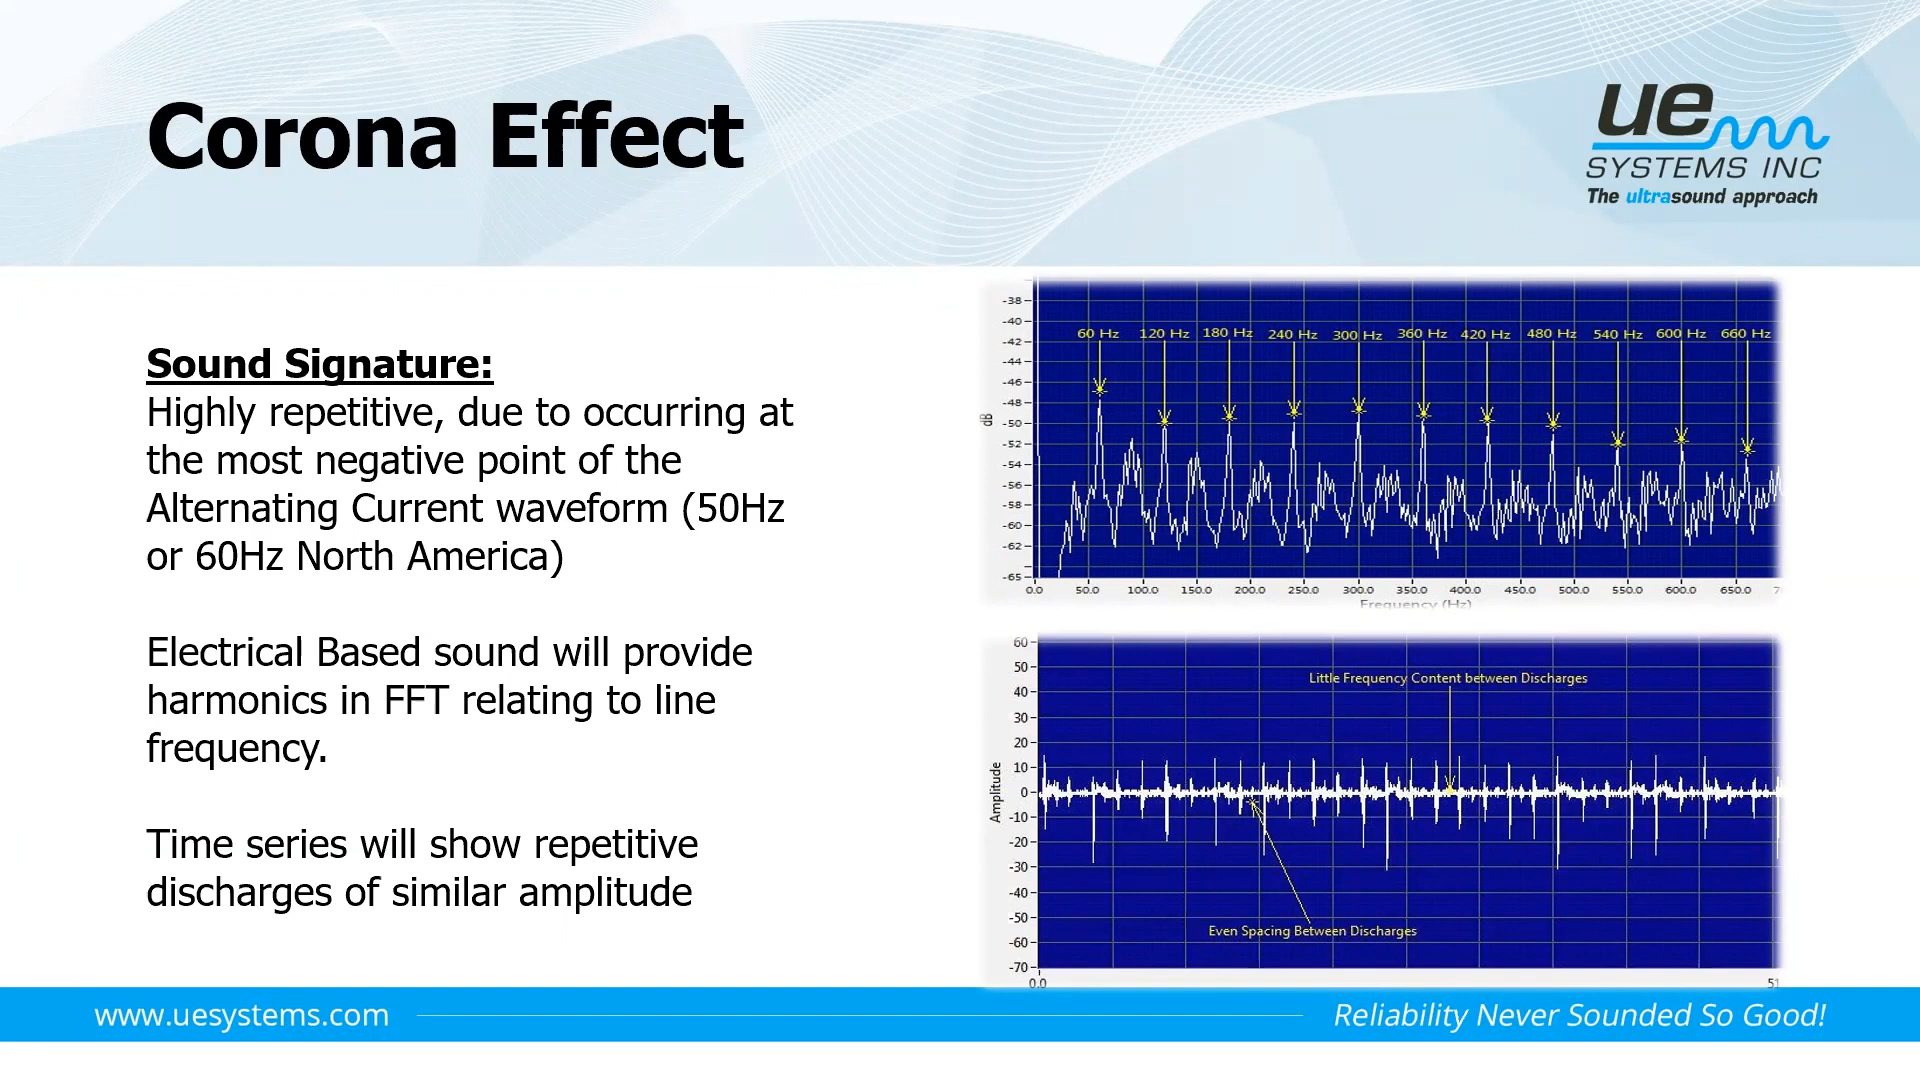 Corona Effect
ue
SYSTEMS INC
The ultrasound approach
Sound Signature:
Highly repetitive, due to occurring at
the most negative point of the
Alternating Current waveform (50Hz
or 60Hz North America)
Electrical Based sound will provide
harmonics in FFT relating to line
frequency.
Time series will show repetitive
discharges of similar amplitude
60 Hz 120 Hz 180 Hz 240 Hz 300 Hz 360 Hz 420 Hz 480 Hz 540 Hz 600 Hz 660 Hz
dB
-38
-40
-42
-44
-46
-48
-50
-52
-54
-56
-58
-60
-62
-65
0.0 50.0 100.0 150.0 200.0 250.0 300.0 350.0 400.0 450.0 500.0 550.0 600.0 650.0
Frequency (Hz)
Amplitude
60
50
40
30
20
10
0
-10
-20
-30
-40
-50
-60
-70
Little Frequency Content between Discharges
Even Spacing Between Discharges
0.0
www.uesystems.com
Reliability Never Sounded So Good!